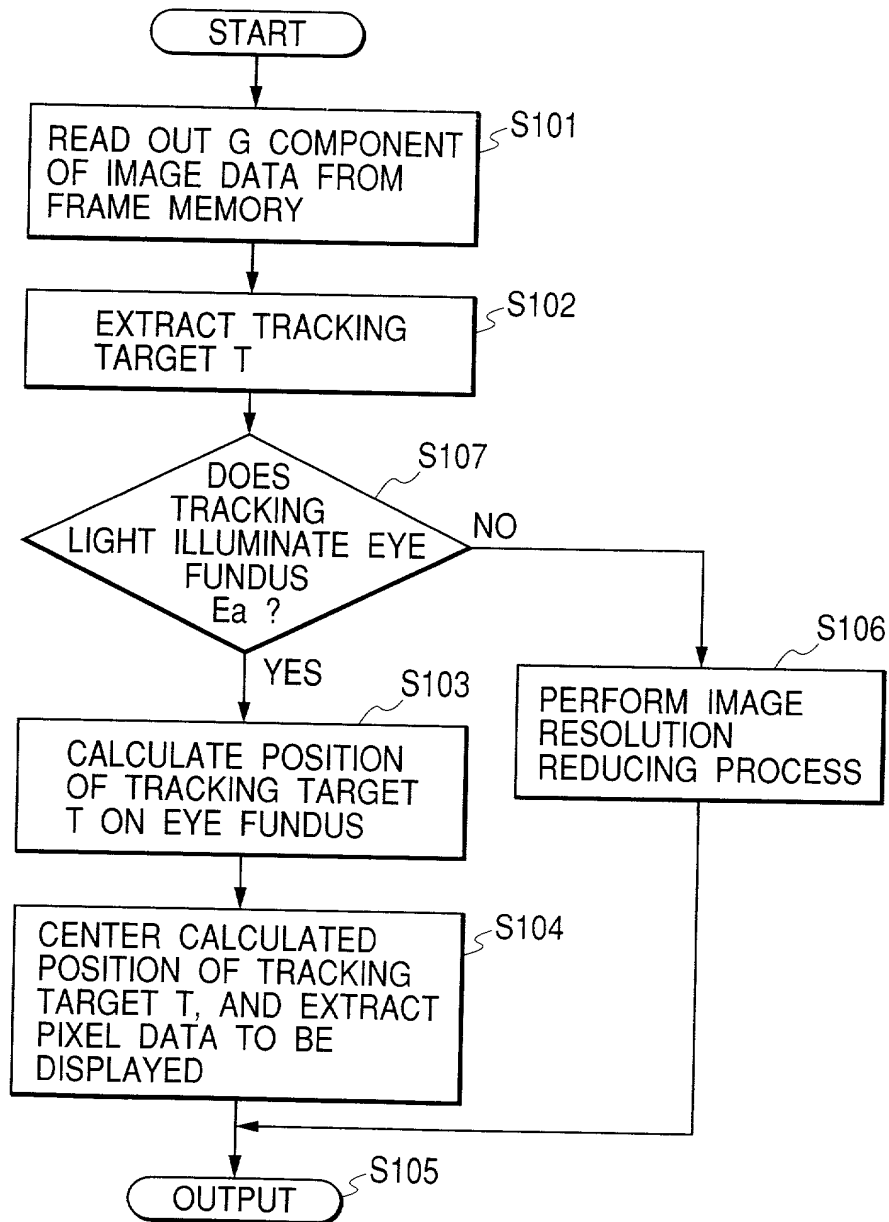 START
READ OUT G COMPONENT
OF IMAGE DATA FROM
FRAME MEMORY
S101
EXTRACT TRACKING
TARGET T
S102
DOES
TRACKING
LIGHT ILLUMINATE EYE
FUNDUS
Ea ?
S107
NO
YES
S106
PERFORM IMAGE
RESOLUTION
REDUCING PROCESS
S103
CALCULATE POSITION
OF TRACKING TARGET
T ON EYE FUNDUS
S104
CENTER CALCULATED
POSITION OF TRACKING
TARGET T, AND EXTRACT
PIXEL DATA TO BE
DISPLAYED
OUTPUT
S105